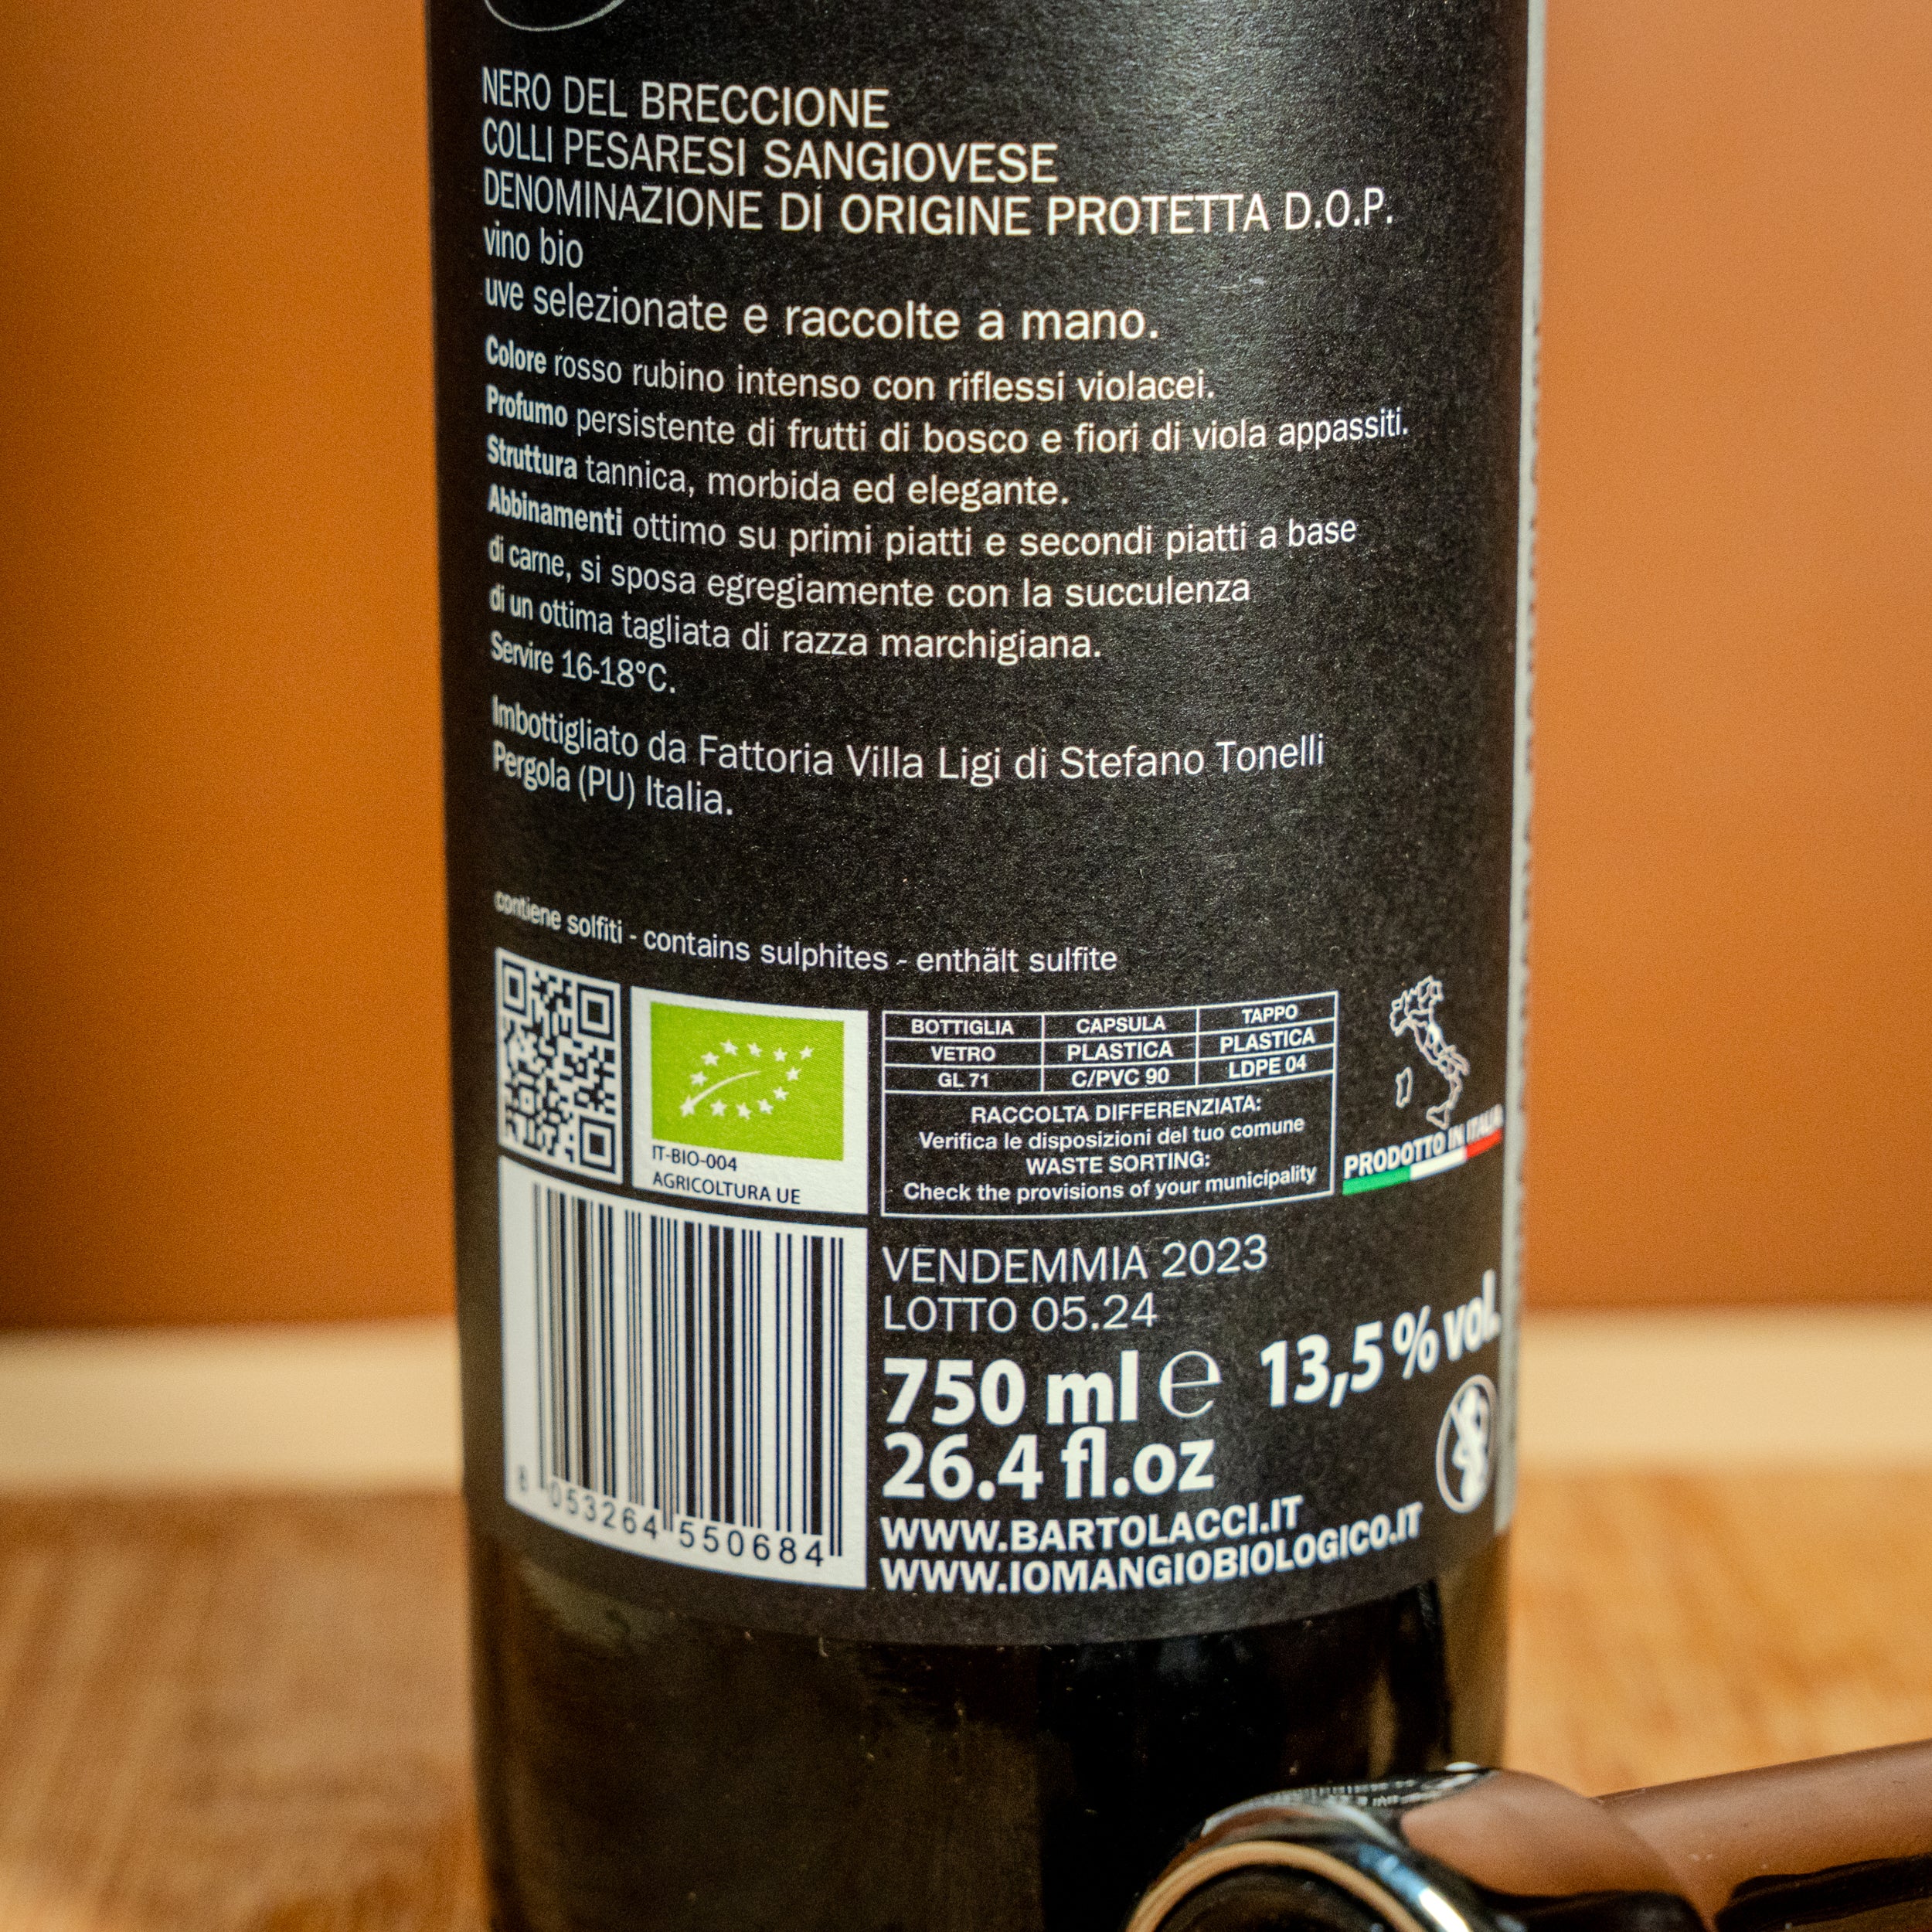 NERO DEL BRECCIONE
COLLI PESARESI SANGIOVESE
DENOMINAZIONE DI ORIGINE PROTETTA D.O.P.
vino bio
uve selezionate e raccolte a mano.
Colore rosso rubino intenso con riflessi violacei.
Profumo persistente di frutti di bosco e fiori di viola appassiti.
Struttura tannica, morbida ed elegante.
Abbinamenti ottimo su primi piatti e secondi piatti a base
di carne, si sposa egregiamente con la succulenza
di un ottima tagliata di razza marchigiana.
Servire 16-18°C.
Imbottigliato da Fattoria Villa Ligi di Stefano Tonelli
Pergola (PU) Italia.
contiene solfiti - contains sulphites - enthält sulfite
IT-BIO-004
AGRICOLTURA UE
BOTTIGLIA CAPSULA TAPPO
VETRO PLASTICA PLASTICA
GL 71 C/PVC 90 LDPE 04
RACCOLTA DIFFERENZIATA:
Verifica le disposizioni del tuo comune
WASTE SORTING:
Check the provisions of your municipality
PRODOTTO IN ITALIA
8 053264 550684
VENDEMMIA 2023
LOTTO 05.24
750 ml e 13,5 % vol.
26.4 fl.oz
WWW.BARTOLACCI.IT
WWW.IOMANGIOBIOLOGICO.IT